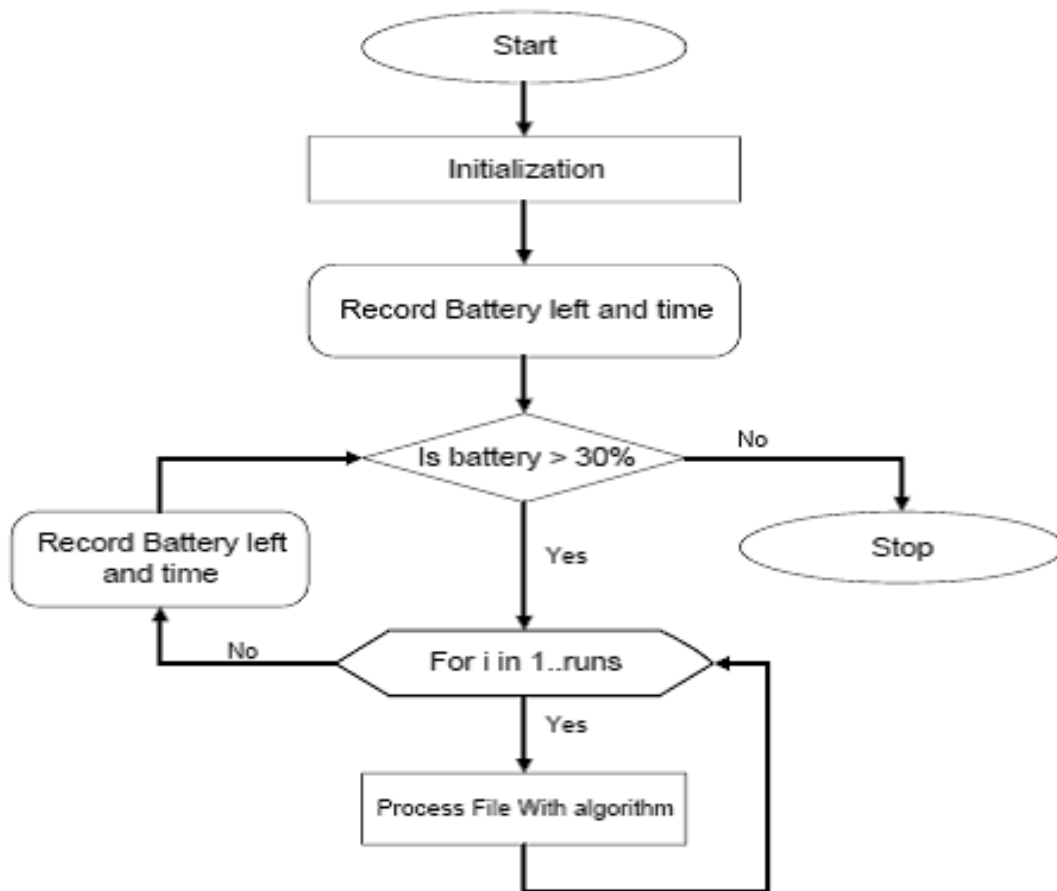 Start
Initialization
Record Battery left and time
Is battery > 30%
No
Stop
Yes
Record Battery left
and time
No
For i in 1..runs
Yes
Process File With algorithm